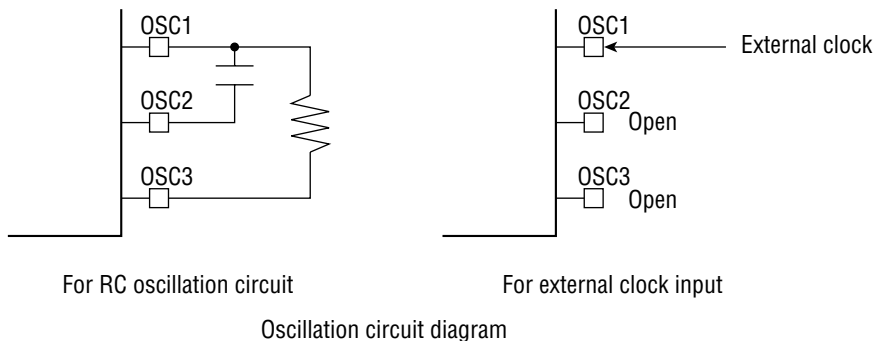 OSC1
OSC2
OSC3
For RC oscillation circuit
OSC1
External clock
OSC2
Open
OSC3
Open
For external clock input
Oscillation circuit diagram